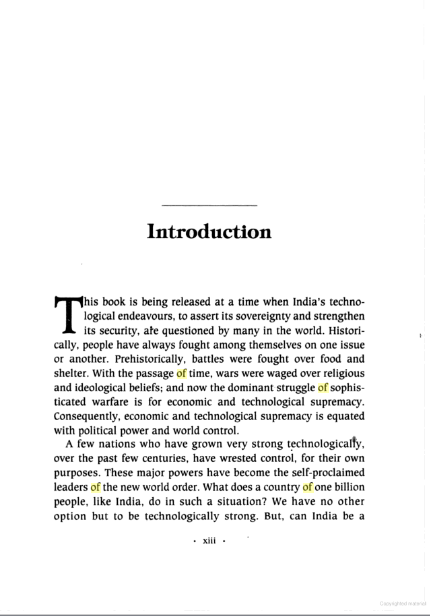 Introduction
This book is being released at a time when India's techno-
logical endeavours, to assert its sovereignty and strengthen
its security, are questioned by many in the world. Histori-
cally, people have always fought among themselves on one issue
or another. Prehistorically, battles were fought over food and
shelter. With the passage of time, wars were waged over religious
and ideological beliefs; and now the dominant struggle of sophis-
ticated warfare is for economic and technological supremacy.
Consequently, economic and technological supremacy is equated
with political power and world control.
A few nations who have grown very strong technologically,
over the past few centuries, have wrested control, for their own
purposes. These major powers have become the self-proclaimed
leaders of the new world order. What does a country of one billion
people, like India, do in such a situation? We have no other
option but to be technologically strong. But, can India be a
· xiii ·
Copyrighted material